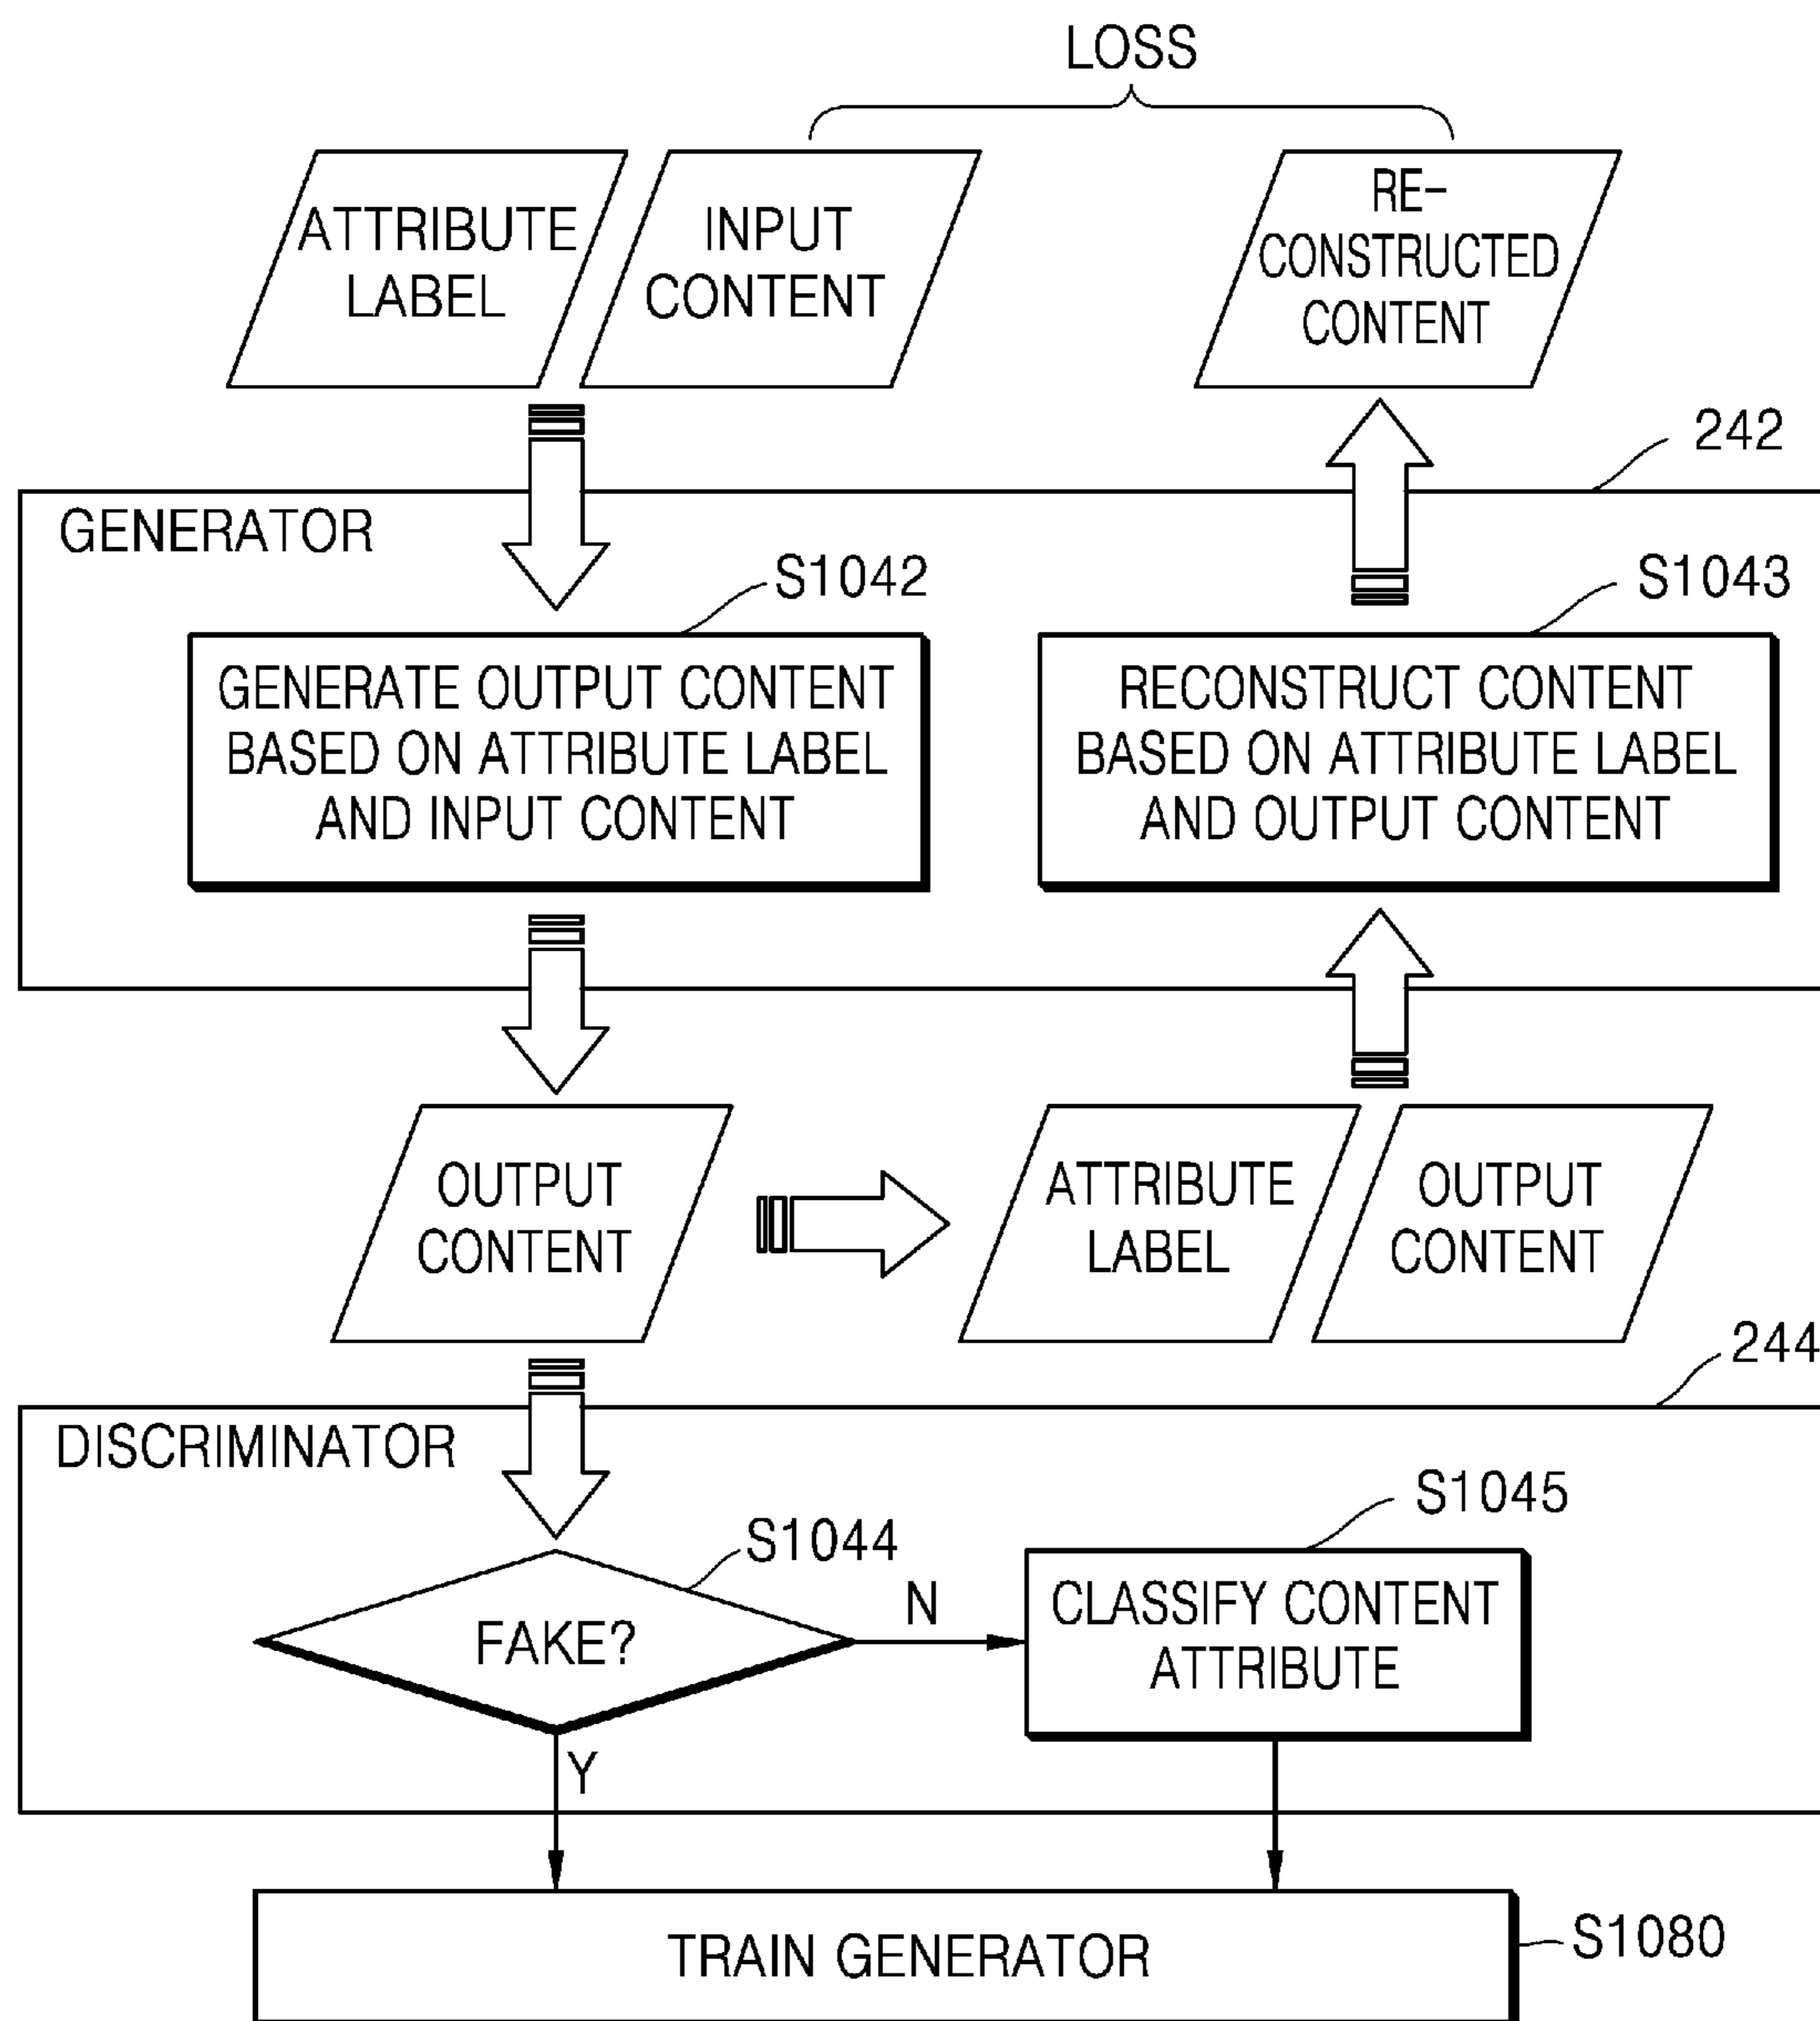 LOSS
ATTRIBUTE
LABEL
INPUT
CONTENT
RE-
CONSTRUCTED
CONTENT
242
GENERATOR
S1042
S1043
GENERATE OUTPUT CONTENT
BASED ON ATTRIBUTE LABEL
AND INPUT CONTENT
RECONSTRUCT CONTENT
BASED ON ATTRIBUTE LABEL
AND OUTPUT CONTENT
OUTPUT
CONTENT
ATTRIBUTE
LABEL
OUTPUT
CONTENT
244
DISCRIMINATOR
S1044
S1045
FAKE?
N
CLASSIFY CONTENT
ATTRIBUTE
Y
TRAIN GENERATOR
S1080